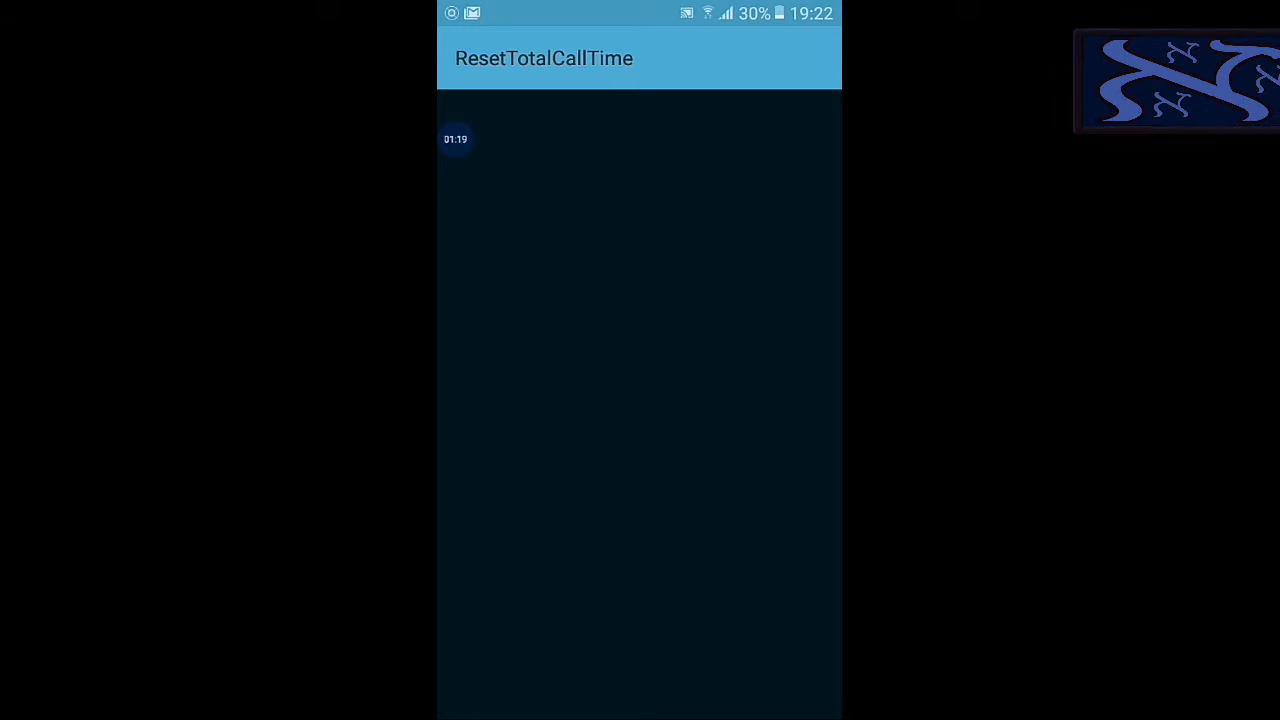 30% 19:22
ResetTotalCallTime
01:19
א א א א